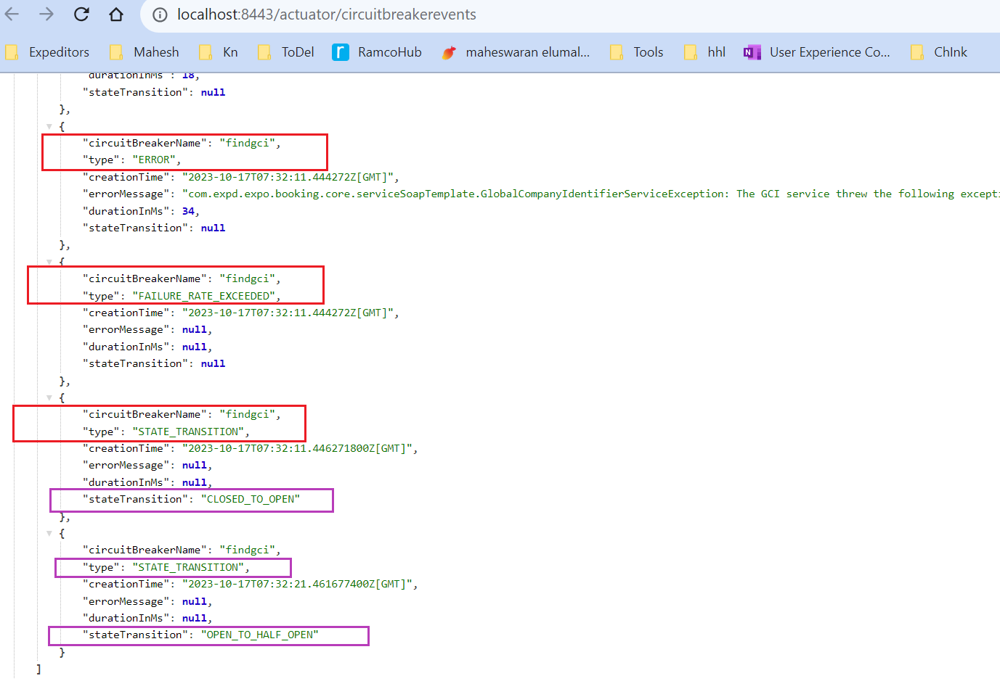 localhost:8443/actuator/circuitbreakerevents
Expeditors Mahesh Kn ToDel RamcoHub maheswaran elumal... Tools hhl User Experience Co... ChInk
"durationInMs": 18,
"stateTransition": null
},
{
"circuitBreakerName": "findgci",
"type": "ERROR",
"creationTime": "2023-10-17T07:32:11.444272Z[GMT]",
"errorMessage": "com.expd.expo.booking.core.serviceSoapTemplate.GlobalCompanyIdentifierServiceException: The GCI service threw the following excepti
"durationInMs": 34,
"stateTransition": null
},
{
"circuitBreakerName": "findgci",
"type": "FAILURE_RATE_EXCEEDED",
"creationTime": "2023-10-17T07:32:11.444272Z[GMT]",
"errorMessage": null,
"durationInMs": null,
"stateTransition": null
},
{
"circuitBreakerName": "findgci",
"type": "STATE_TRANSITION",
"creationTime": "2023-10-17T07:32:11.446271800Z[GMT]",
"errorMessage": null,
"durationInMs": null,
"stateTransition": "CLOSED_TO_OPEN"
},
{
"circuitBreakerName": "findgci",
"type": "STATE_TRANSITION",
"creationTime": "2023-10-17T07:32:21.461677400Z[GMT]",
"errorMessage": null,
"durationInMs": null,
"stateTransition": "OPEN_TO_HALF_OPEN"
}
]